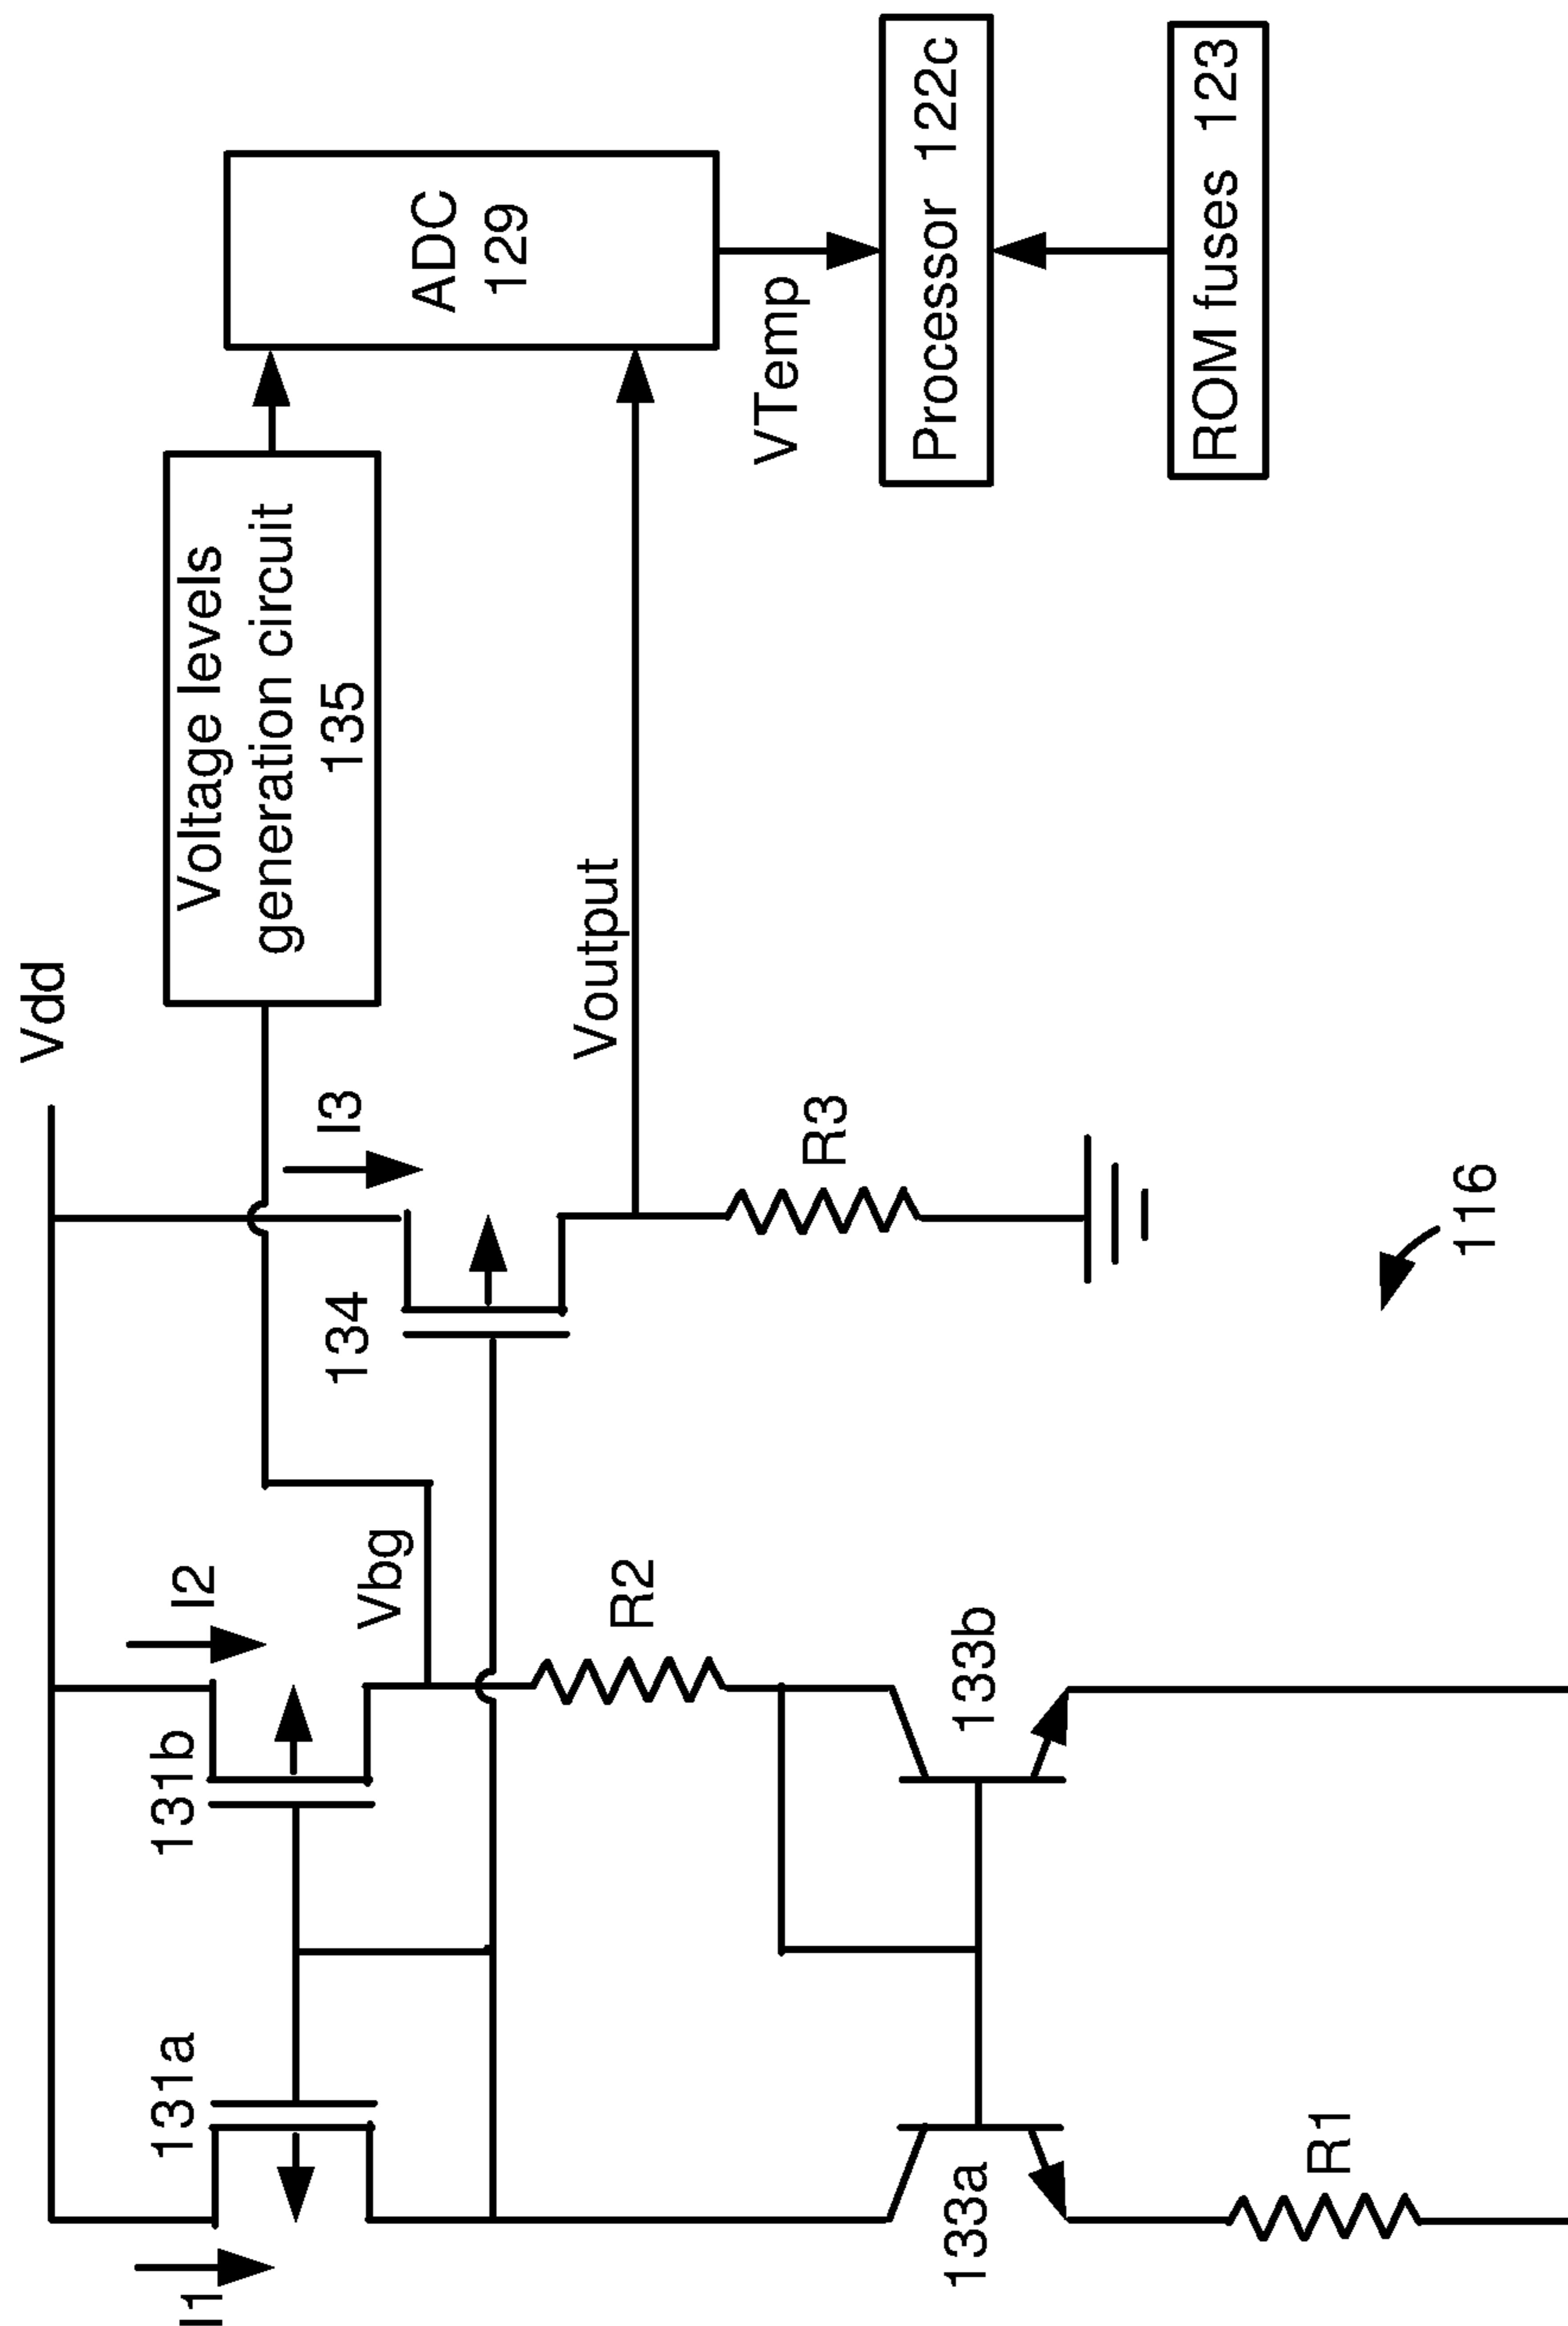 Vdd
I1
131a
131b
I2
Vbg
134
I3
Voltage levels
generation circuit
135
ADC
129
Voutput
VTemp
R2
R3
Processor 122c
ROM fuses 123
133a
133b
R1
116